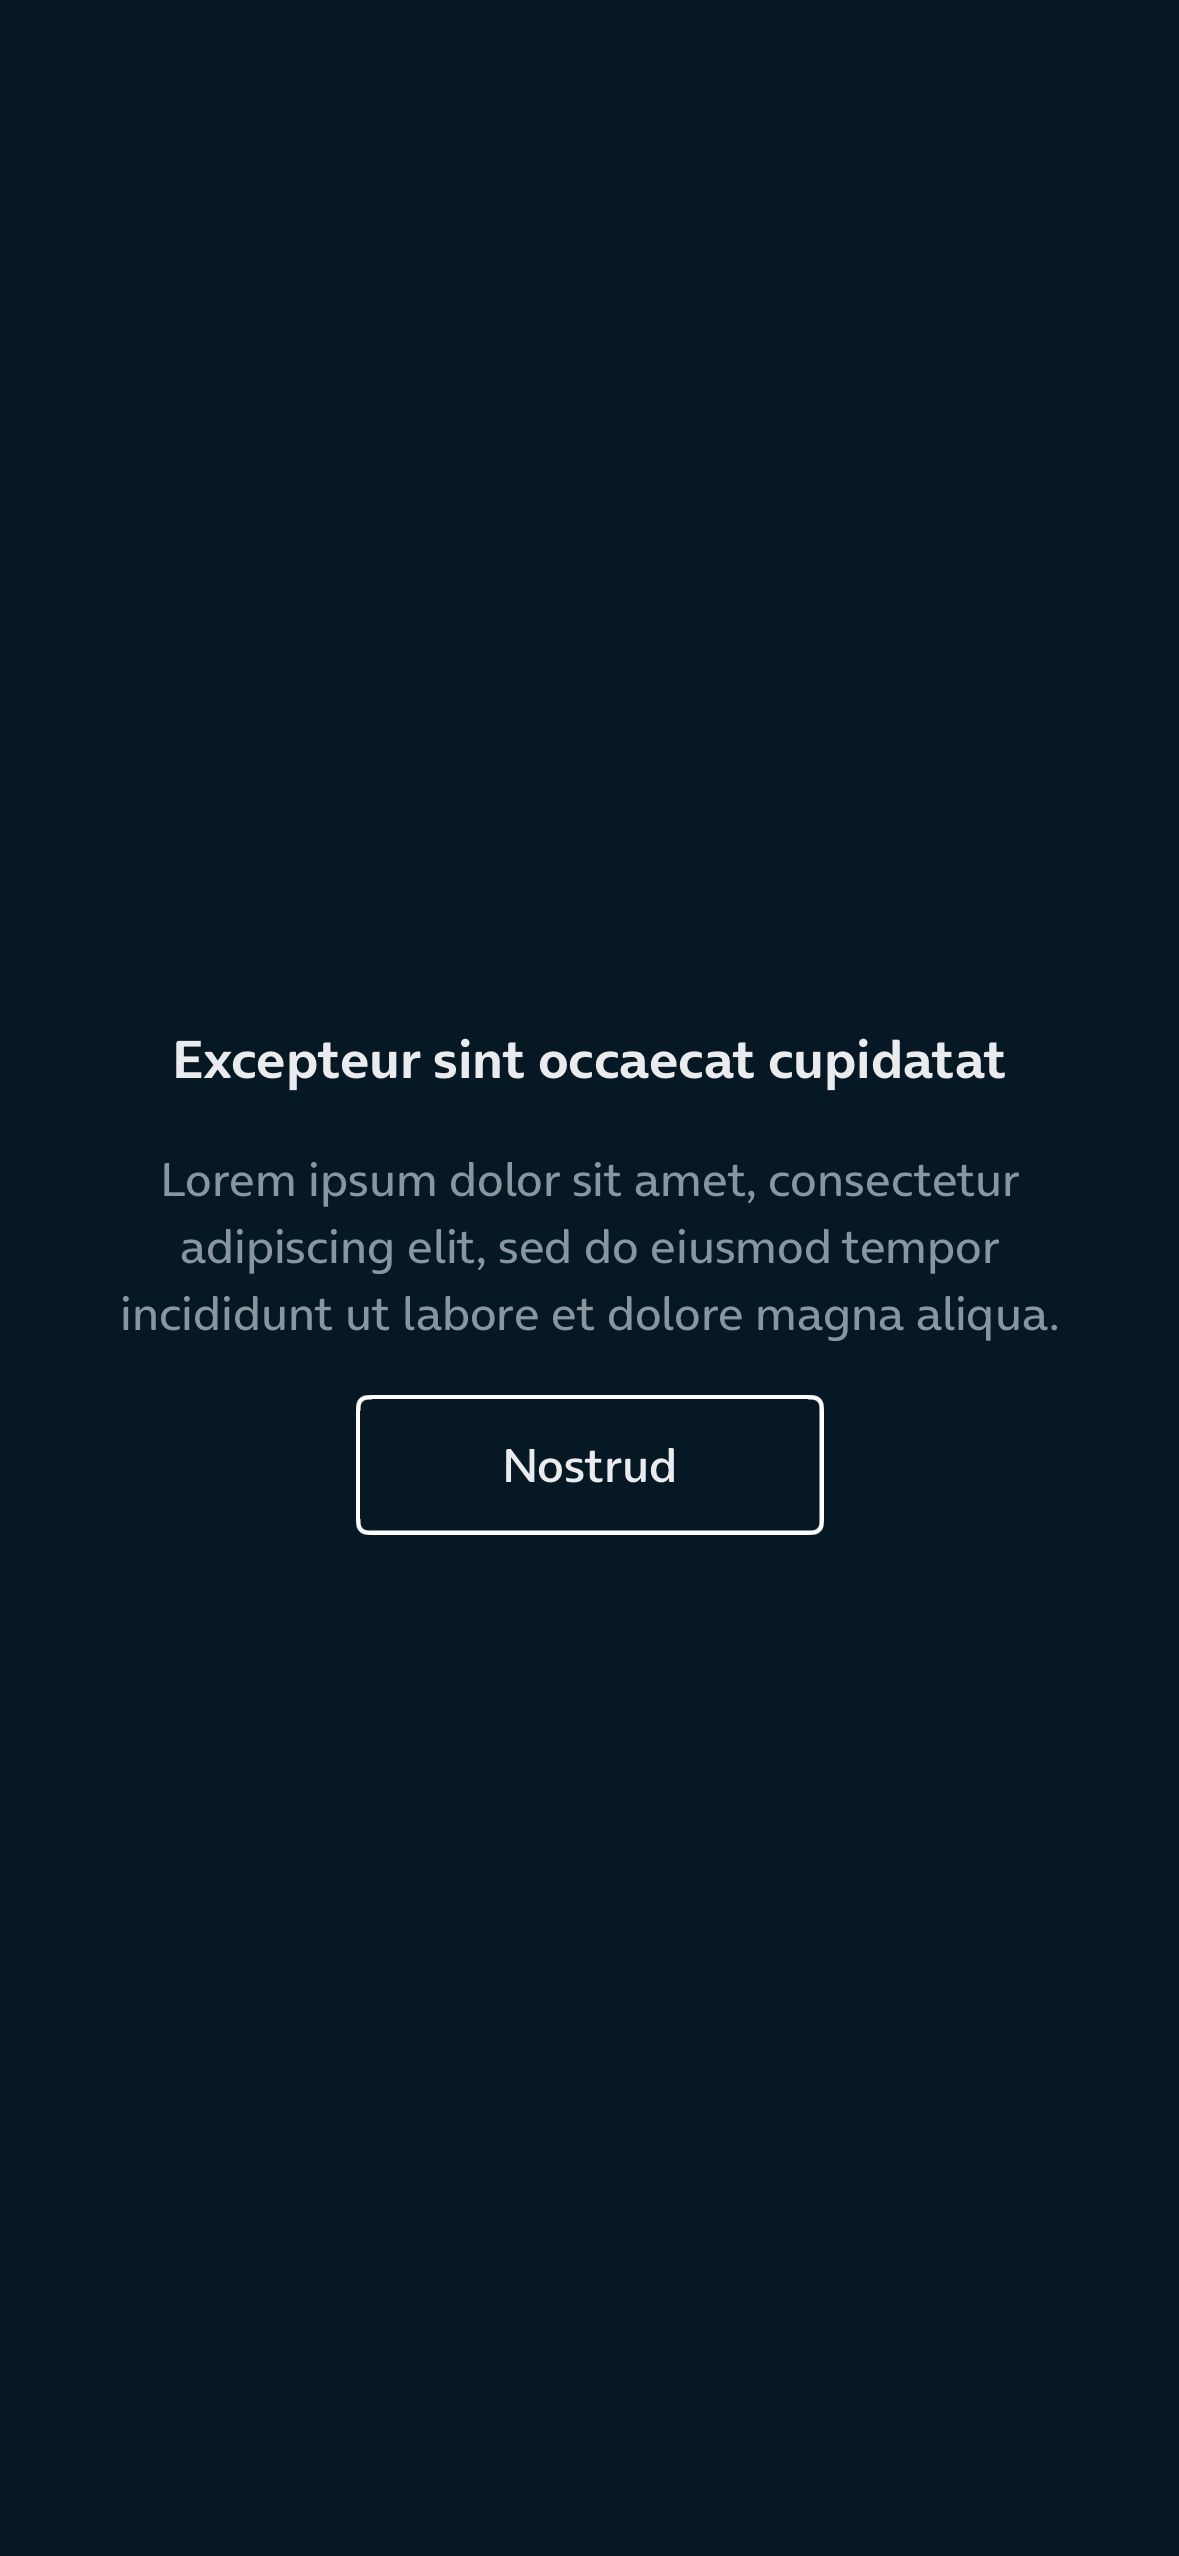 Excepteur sint occaecat cupidatat
Lorem ipsum dolor sit amet, consectetur
adipiscing elit, sed do eiusmod tempor
incididunt ut labore et dolore magna aliqua.
Nostrud